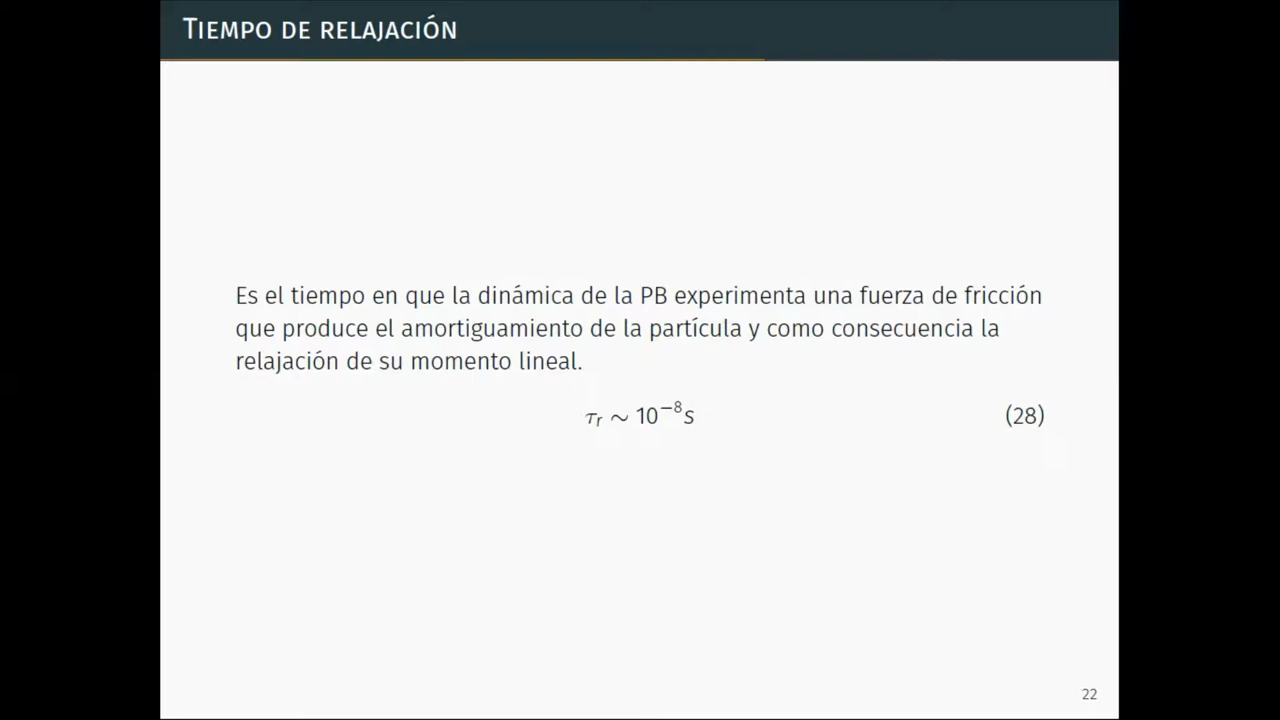 TIEMPO DE RELAJACIÓN
Es el tiempo en que la dinámica de la PB experimenta una fuerza de fricción
que produce el amortiguamiento de la partícula y como consecuencia la
relajación de su momento lineal.
τᵣ ∼ 10⁻⁸s (28)
22